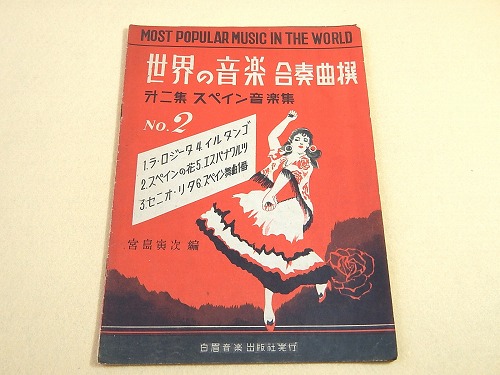 MOST POPULAR MUSIC IN THE WORLD
世界の音楽 合奏曲撰
第二集 スペイン音楽集
No.2
1.ラ・ロジータ 4.イルダンゴ
2.スペインの花 5.エスパナワルツ
3.セニオ・リタ 6.スペイン舞曲1番
宮島 次 編
白眉音楽出版社発行